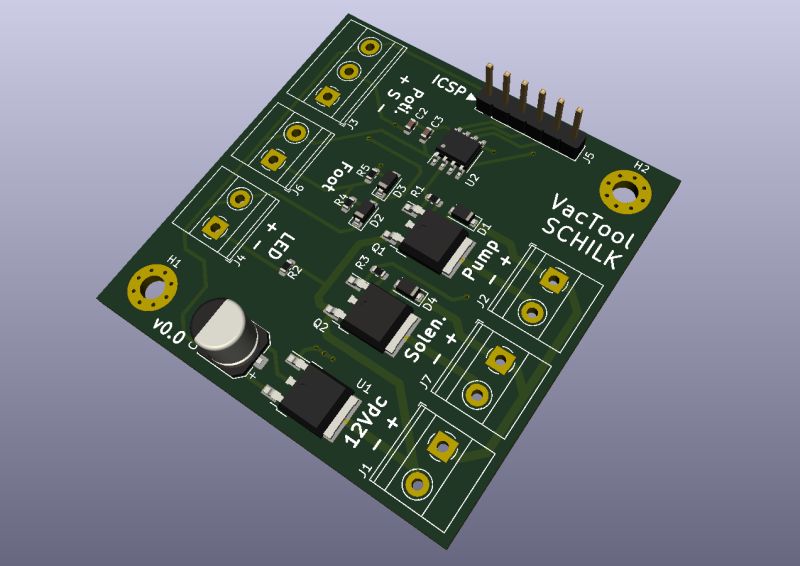 ICSP
J5
H2
+
S
–
Poti.
C2
C3
J3
U2
VacTool
SCHILK
Foot
J6
R5
D3
R4
D2
R1
D1
Q1
Pump
+
–
J2
+
–
LED
J4
R2
R3
D4
Q2
Solen.
+
–
J7
H1
v0.0
C
+
U1
12Vdc
+
–
J1